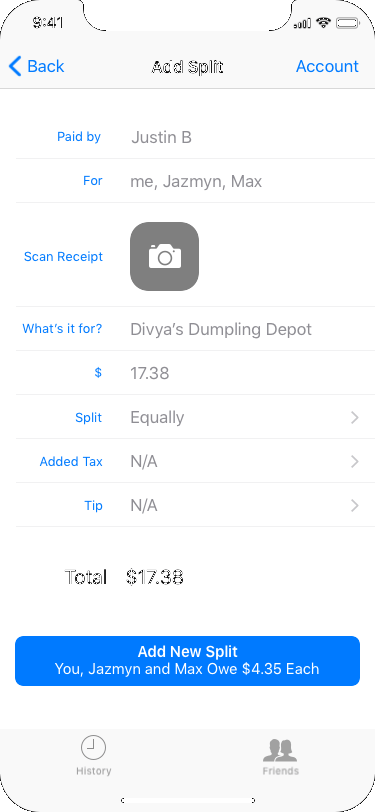 9:41
Back Add Split Account
Paid by Justin B
For me, Jazmyn, Max
Scan Receipt
What's it for? Divya's Dumpling Depot
$ 17.38
Split Equally
Added Tax N/A
Tip N/A
Total $17.38
Add New Split
You, Jazmyn and Max Owe $4.35 Each
History Friends